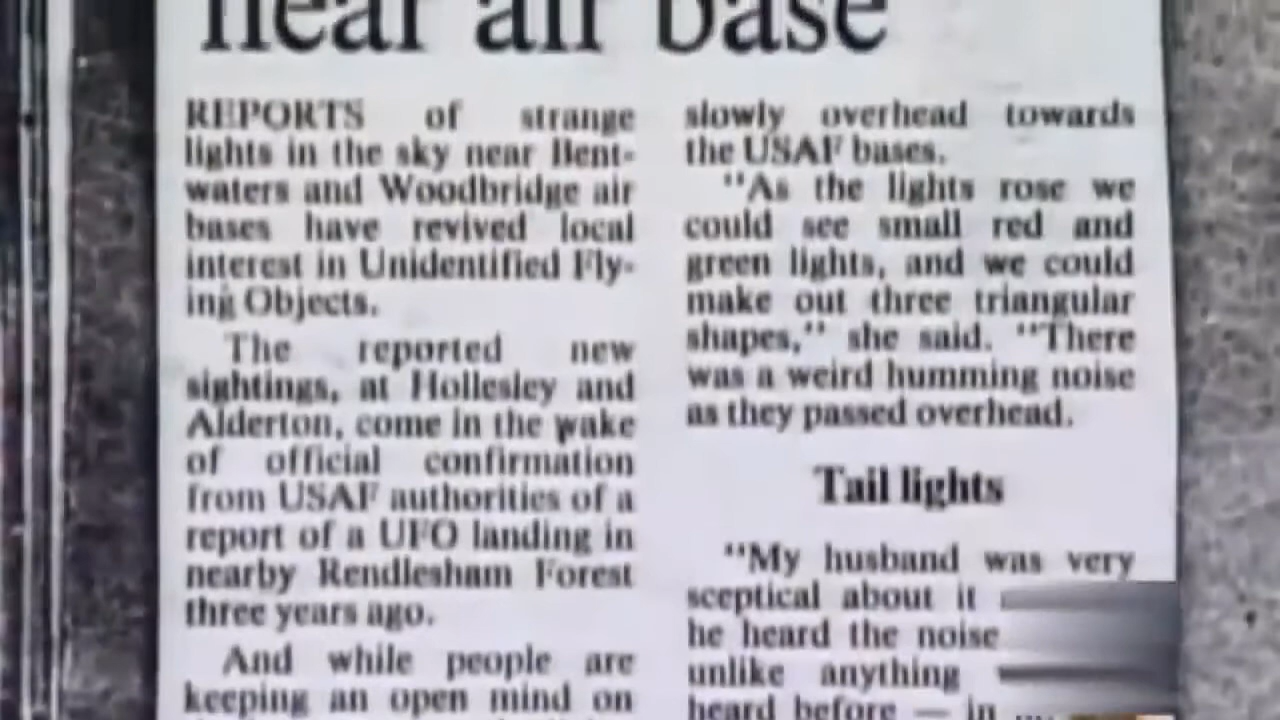 near air base
REPORTS of strange
lights in the sky near Bent-
waters and Woodbridge air
bases have revived local
interest in Unidentified Fly-
ing Objects.
The reported new
sightings, at Hollesley and
Alderton, come in the wake
of official confirmation
from USAF authorities of a
report of a UFO landing in
nearby Rendlesham Forest
three years ago.
And while people are
keeping an open mind on
slowly overhead towards
the USAF bases.
"As the lights rose we
could see small red and
green lights, and we could
make out three triangular
shapes," she said. "There
was a weird humming noise
as they passed overhead.
Tail lights
"My husband was very
sceptical about it
he heard the noise
unlike anything
heard before — in